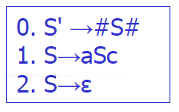 0. S' →#S#
1. S→aSc
2. S→ε